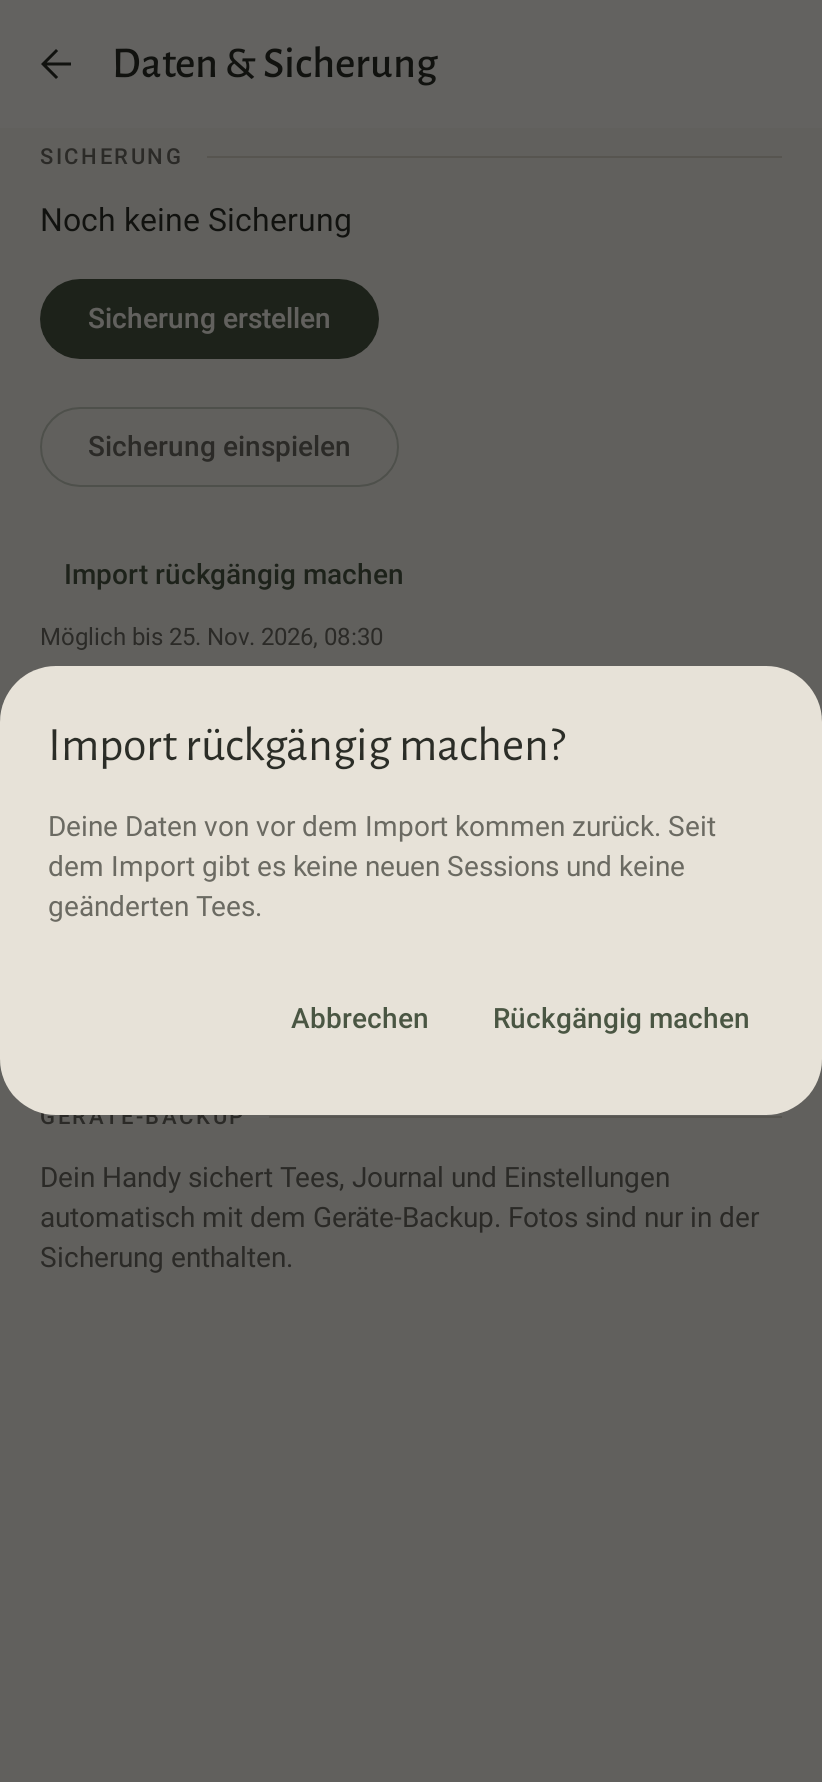 Daten & Sicherung
SICHERUNG
Noch keine Sicherung
Sicherung erstellen
Sicherung einspielen
Import rückgängig machen
Möglich bis 25. Nov. 2026, 08:30
Import rückgängig machen?
Deine Daten von vor dem Import kommen zurück. Seit
dem Import gibt es keine neuen Sessions und keine
geänderten Tees.
Abbrechen
Rückgängig machen
GERÄTE-BACKUP
Dein Handy sichert Tees, Journal und Einstellungen
automatisch mit dem Geräte-Backup. Fotos sind nur in der
Sicherung enthalten.